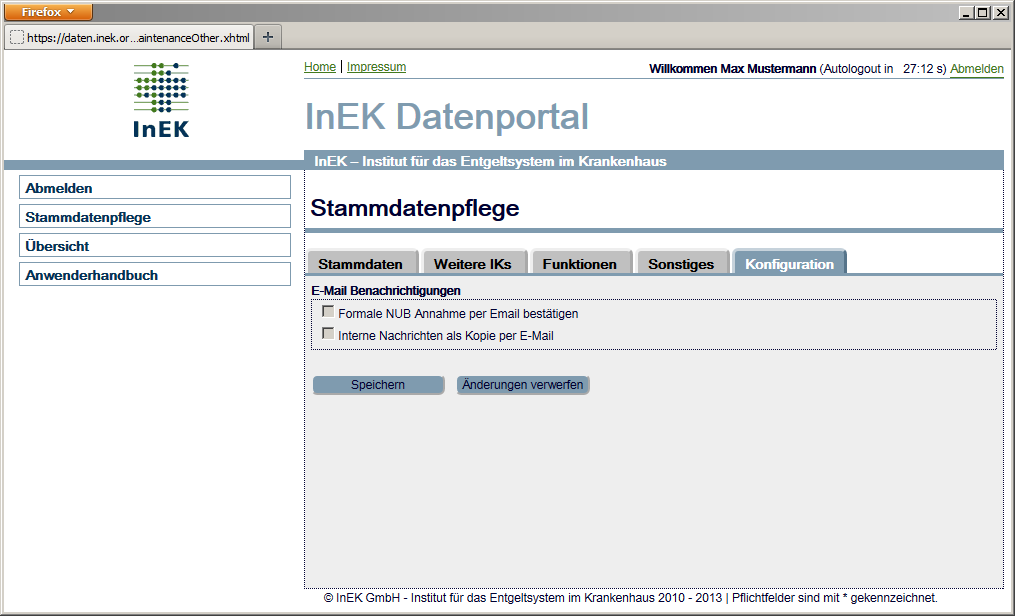 Firefox
https://daten.inek.or...aintenanceOther.xhtml
Home | Impressum
Willkommen Max Mustermann (Autologout in 27:12 s) Abmelden
InEK
InEK Datenportal
InEK – Institut für das Entgeltsystem im Krankenhaus
Abmelden
Stammdatenpflege
Übersicht
Anwenderhandbuch
Stammdatenpflege
Stammdaten Weitere IKs Funktionen Sonstiges Konfiguration
E-Mail Benachrichtigungen
Formale NUB Annahme per Email bestätigen
Interne Nachrichten als Kopie per E-Mail
Speichern Änderungen verwerfen
© InEK GmbH - Institut für das Entgeltsystem im Krankenhaus 2010 - 2013 | Pflichtfelder sind mit * gekennzeichnet.